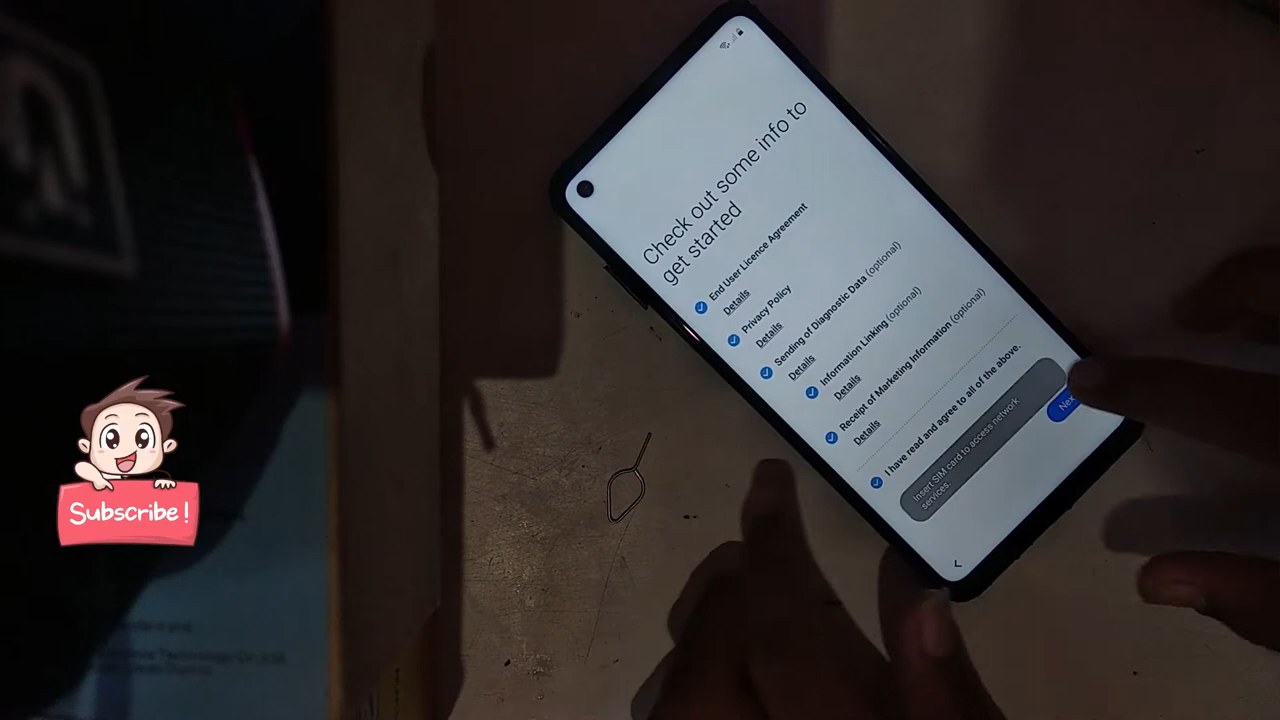 Check out some info to
get started
End User Licence Agreement
Details
Privacy Policy
Details
Sending of Diagnostic Data (optional)
Details
Information Linking (optional)
Details
Receipt of Marketing Information (optional)
Details
I have read and agree to all of the above.
Insert SIM card to access network
services.
Nex
Subscribe!